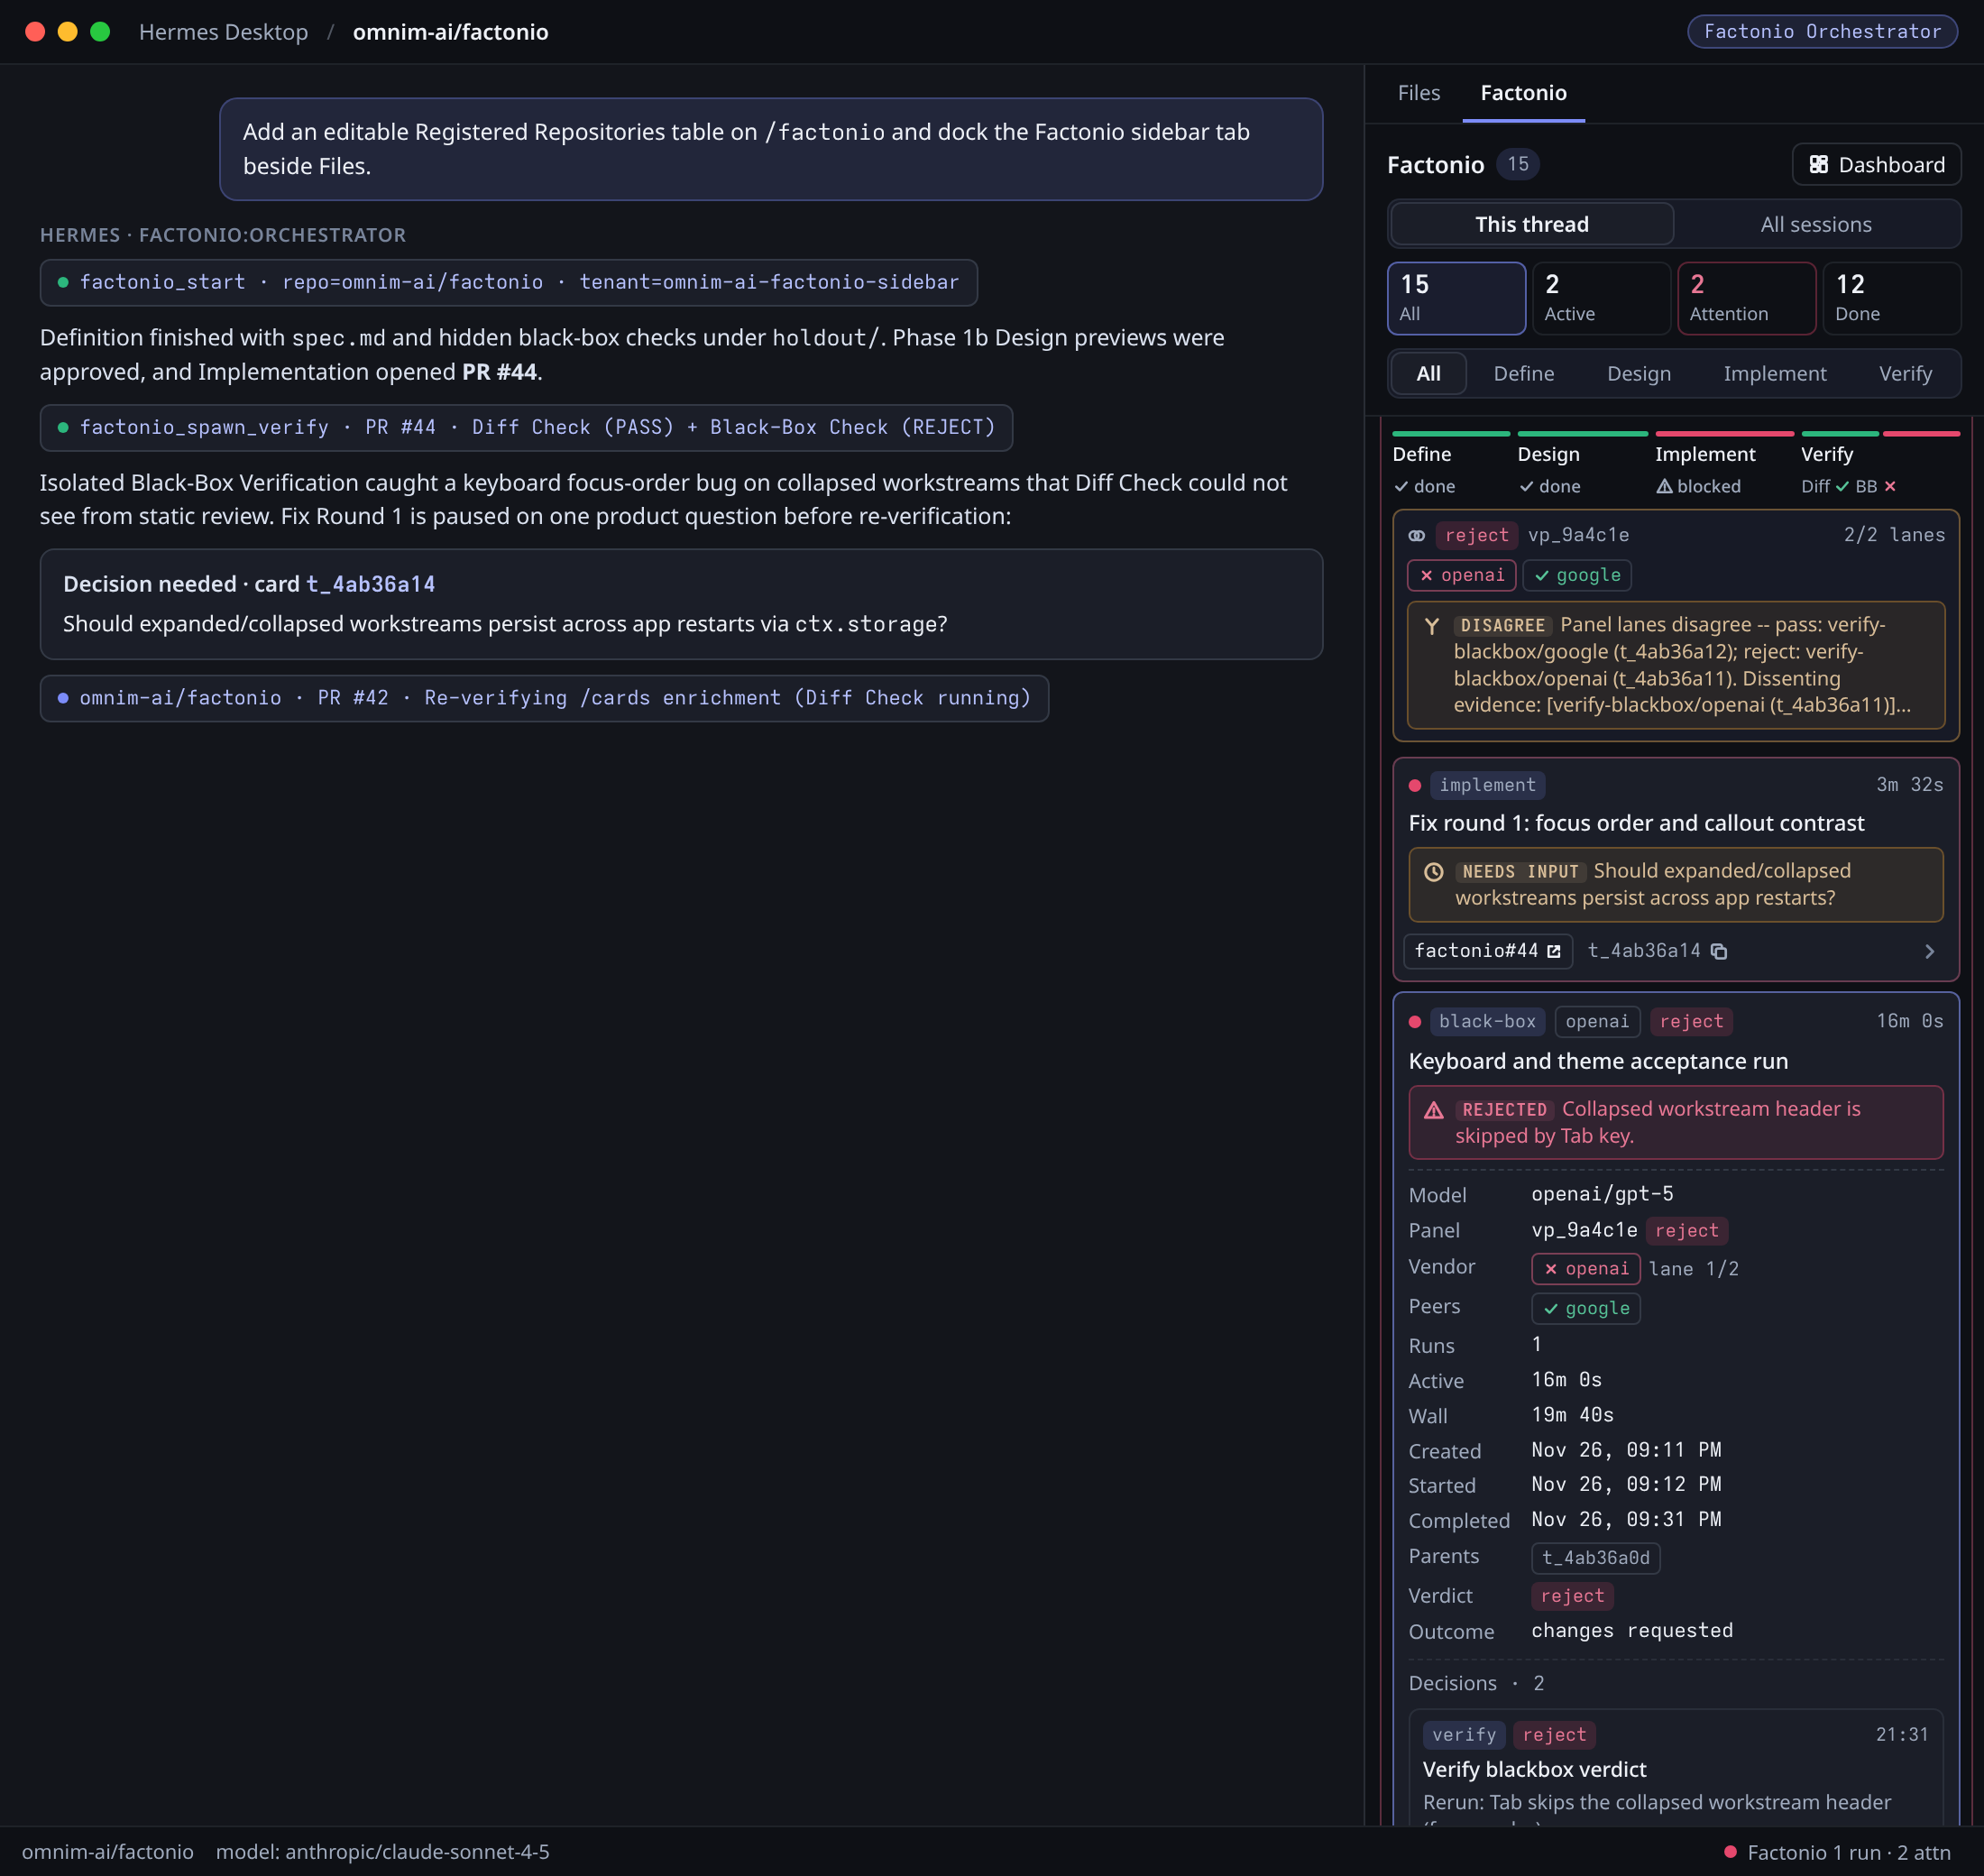 Hermes Desktop / omnim-ai/factonio
Factonio Orchestrator
Add an editable Registered Repositories table on /factonio and dock the Factonio sidebar tab
beside Files.
HERMES · FACTONIO:ORCHESTRATOR
factonio_start · repo=omnim-ai/factonio · tenant=omnim-ai-factonio-sidebar
Definition finished with spec.md and hidden black-box checks under holdout/. Phase 1b Design previews were
approved, and Implementation opened PR #44.
factonio_spawn_verify · PR #44 · Diff Check (PASS) + Black-Box Check (REJECT)
Isolated Black-Box Verification caught a keyboard focus-order bug on collapsed workstreams that Diff Check could not
see from static review. Fix Round 1 is paused on one product question before re-verification:
Decision needed · card t_4ab36a14
Should expanded/collapsed workstreams persist across app restarts via ctx.storage?
omnim-ai/factonio · PR #42 · Re-verifying /cards enrichment (Diff Check running)
Files Factonio
Factonio 15 Dashboard
This thread All sessions
15 2 2 12
All Active Attention Done
All Define Design Implement Verify
Define Design Implement Verify
done done blocked Diff BB
reject vp_9a4c1e 2/2 lanes
openai google
DISAGREE Panel lanes disagree -- pass: verify-
blackbox/google (t_4ab36a12); reject: verify-
blackbox/openai (t_4ab36a11). Dissenting
evidence: [verify-blackbox/openai (t_4ab36a11)]...
implement 3m 32s
Fix round 1: focus order and callout contrast
NEEDS INPUT Should expanded/collapsed
workstreams persist across app restarts?
factonio#44 t_4ab36a14
black-box openai reject 16m 0s
Keyboard and theme acceptance run
REJECTED Collapsed workstream header is
skipped by Tab key.
Model openai/gpt-5
Panel vp_9a4c1e reject
Vendor openai lane 1/2
Peers google
Runs 1
Active 16m 0s
Wall 19m 40s
Created Nov 26, 09:11 PM
Started Nov 26, 09:12 PM
Completed Nov 26, 09:31 PM
Parents t_4ab36a0d
Verdict reject
Outcome changes requested
Decisions · 2
verify reject 21:31
Verify blackbox verdict
Rerun: Tab skips the collapsed workstream header
omnim-ai/factonio model: anthropic/claude-sonnet-4-5
Factonio 1 run · 2 attn